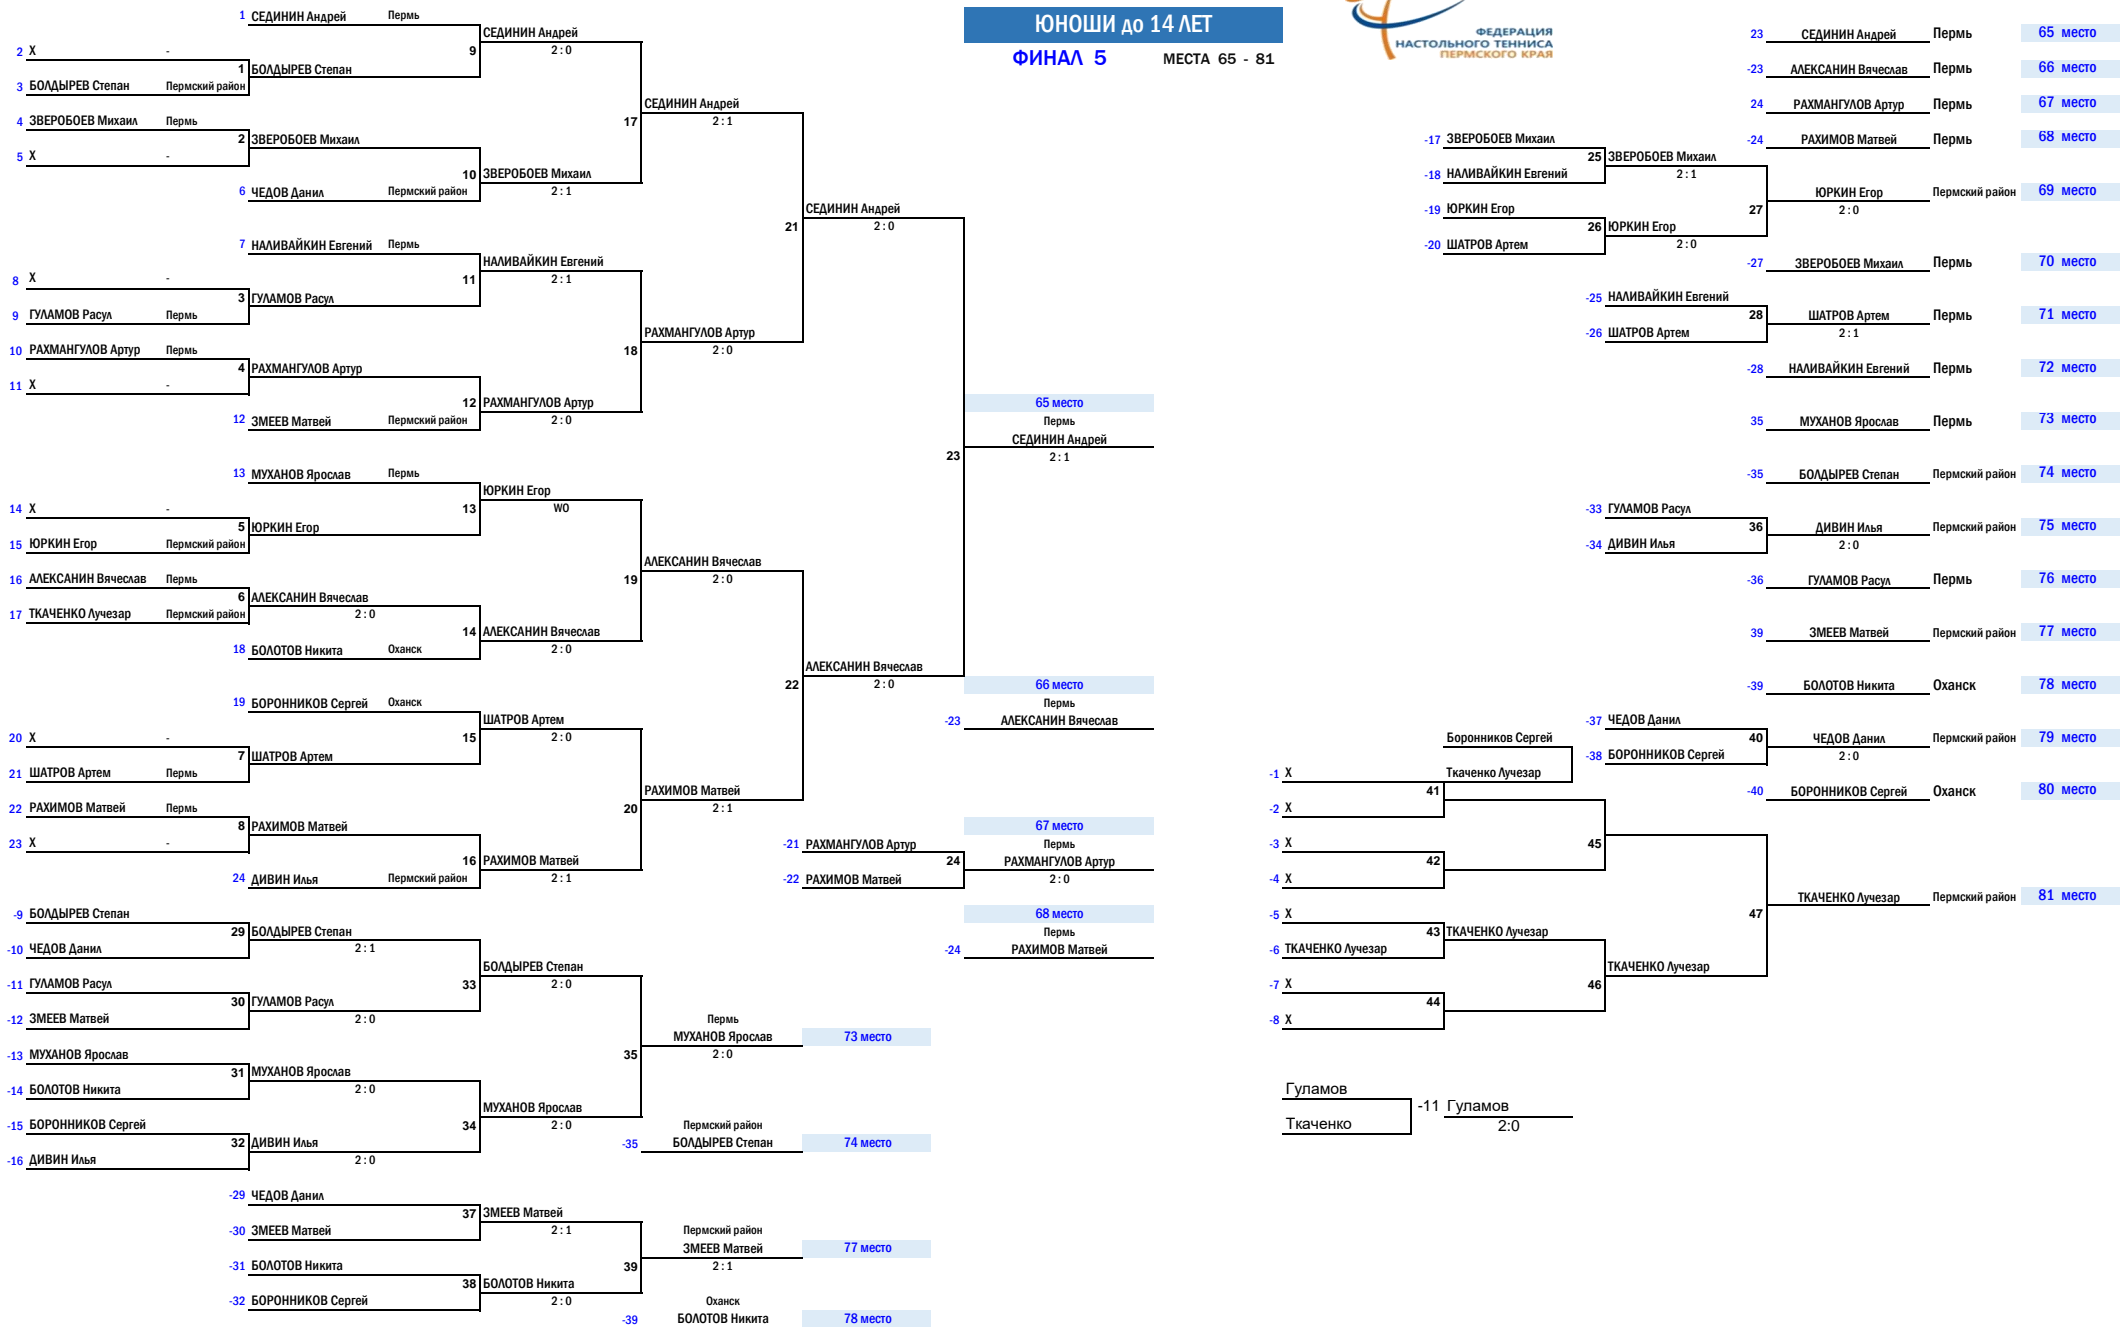 ЮНОШИ до 14 ЛЕТ
ФИНАЛ 5 МЕСТА 65 - 81
ФЕДЕРАЦИЯ
НАСТОЛЬНОГО ТЕННИСА
ПЕРМСКОГО КРАЯ
1 СЕДИНИН Андрей Пермь
СЕДИНИН Андрей
2 Х -
9 2 : 0
1 БОЛДЫРЕВ Степан
3 БОЛДЫРЕВ Степан Пермский район
СЕДИНИН Андрей
17 2 : 1
4 ЗВЕРОБОЕВ Михаил Пермь
2 ЗВЕРОБОЕВ Михаил
5 Х -
10 ЗВЕРОБОЕВ Михаил
2 : 1
6 ЧЕДОВ Данил Пермский район
СЕДИНИН Андрей
21 2 : 0
7 НАЛИВАЙКИН Евгений Пермь
НАЛИВАЙКИН Евгений
8 Х -
11 2 : 1
3 ГУЛАМОВ Расул
9 ГУЛАМОВ Расул Пермь
РАХМАНГУЛОВ Артур
18 2 : 0
10 РАХМАНГУЛОВ Артур Пермь
4 РАХМАНГУЛОВ Артур
11 Х -
12 РАХМАНГУЛОВ Артур
2 : 0
12 ЗМЕЕВ Матвей Пермский район
65 место
Пермь
СЕДИНИН Андрей
23 2 : 1
13 МУХАНОВ Ярослав Пермь
ЮРКИН Егор
14 Х -
13 WO
5 ЮРКИН Егор
15 ЮРКИН Егор Пермский район
АЛЕКСАНИН Вячеслав
19 2 : 0
16 АЛЕКСАНИН Вячеслав Пермь
6 АЛЕКСАНИН Вячеслав
17 ТКАЧЕНКО Лучезар Пермский район
2 : 0
14 АЛЕКСАНИН Вячеслав
2 : 0
18 БОЛОТОВ Никита Оханск
АЛЕКСАНИН Вячеслав
22 2 : 0
66 место
Пермь
-23 АЛЕКСАНИН Вячеслав
19 БОРОННИКОВ Сергей Оханск
ШАТРОВ Артем
20 Х -
15 2 : 0
7 ШАТРОВ Артем
21 ШАТРОВ Артем Пермь
РАХИМОВ Матвей
20 2 : 1
22 РАХИМОВ Матвей Пермь
8 РАХИМОВ Матвей
23 Х -
16 РАХИМОВ Матвей
2 : 1
24 ДИВИН Илья Пермский район
67 место
-21 РАХМАНГУЛОВ Артур Пермь
24 РАХМАНГУЛОВ Артур
-22 РАХИМОВ Матвей 2 : 0
68 место
Пермь
-24 РАХИМОВ Матвей
-9 БОЛДЫРЕВ Степан
29 БОЛДЫРЕВ Степан
-10 ЧЕДОВ Данил 2 : 1
БОЛДЫРЕВ Степан
33 2 : 0
-11 ГУЛАМОВ Расул
30 ГУЛАМОВ Расул
-12 ЗМЕЕВ Матвей 2 : 0
Пермь
МУХАНОВ Ярослав 73 место
35 2 : 0
-13 МУХАНОВ Ярослав
31 МУХАНОВ Ярослав
-14 БОЛОТОВ Никита 2 : 0
МУХАНОВ Ярослав
34 2 : 0
-15 БОРОННИКОВ Сергей
32 ДИВИН Илья
-16 ДИВИН Илья 2 : 0
Пермский район
-35 БОЛДЫРЕВ Степан 74 место
-29 ЧЕДОВ Данил
37 ЗМЕЕВ Матвей
-30 ЗМЕЕВ Матвей 2 : 1
Пермский район
ЗМЕЕВ Матвей 77 место
39 2 : 1
-31 БОЛОТОВ Никита
38 БОЛОТОВ Никита
-32 БОРОННИКОВ Сергей 2 : 0
Оханск
-39 БОЛОТОВ Никита 78 место
23 СЕДИНИН Андрей Пермь 65 место
-23 АЛЕКСАНИН Вячеслав Пермь 66 место
24 РАХМАНГУЛОВ Артур Пермь 67 место
-24 РАХИМОВ Матвей Пермь 68 место
-17 ЗВЕРОБОЕВ Михаил
25 ЗВЕРОБОЕВ Михаил
-18 НАЛИВАЙКИН Евгений 2 : 1
ЮРКИН Егор Пермский район 69 место
27 2 : 0
-19 ЮРКИН Егор
26 ЮРКИН Егор
-20 ШАТРОВ Артем 2 : 0
-27 ЗВЕРОБОЕВ Михаил Пермь 70 место
-25 НАЛИВАЙКИН Евгений
28 ШАТРОВ Артем Пермь 71 место
-26 ШАТРОВ Артем 2 : 1
-28 НАЛИВАЙКИН Евгений Пермь 72 место
35 МУХАНОВ Ярослав Пермь 73 место
-35 БОЛДЫРЕВ Степан Пермский район 74 место
-33 ГУЛАМОВ Расул
36 ДИВИН Илья Пермский район 75 место
-34 ДИВИН Илья 2 : 0
-36 ГУЛАМОВ Расул Пермь 76 место
39 ЗМЕЕВ Матвей Пермский район 77 место
-39 БОЛОТОВ Никита Оханск 78 место
-37 ЧЕДОВ Данил
40 ЧЕДОВ Данил Пермский район 79 место
-38 БОРОННИКОВ Сергей 2 : 0
-40 БОРОННИКОВ Сергей Оханск 80 место
Боронников Сергей
-1 Х Ткаченко Лучезар
41
-2 Х
-3 Х 45
42
-4 Х
ТКАЧЕНКО Лучезар Пермский район 81 место
47
-5 Х
43 ТКАЧЕНКО Лучезар
-6 ТКАЧЕНКО Лучезар
ТКАЧЕНКО Лучезар
46
-7 Х
44
-8 Х
Гуламов
-11 Гуламов
Ткаченко 2:0